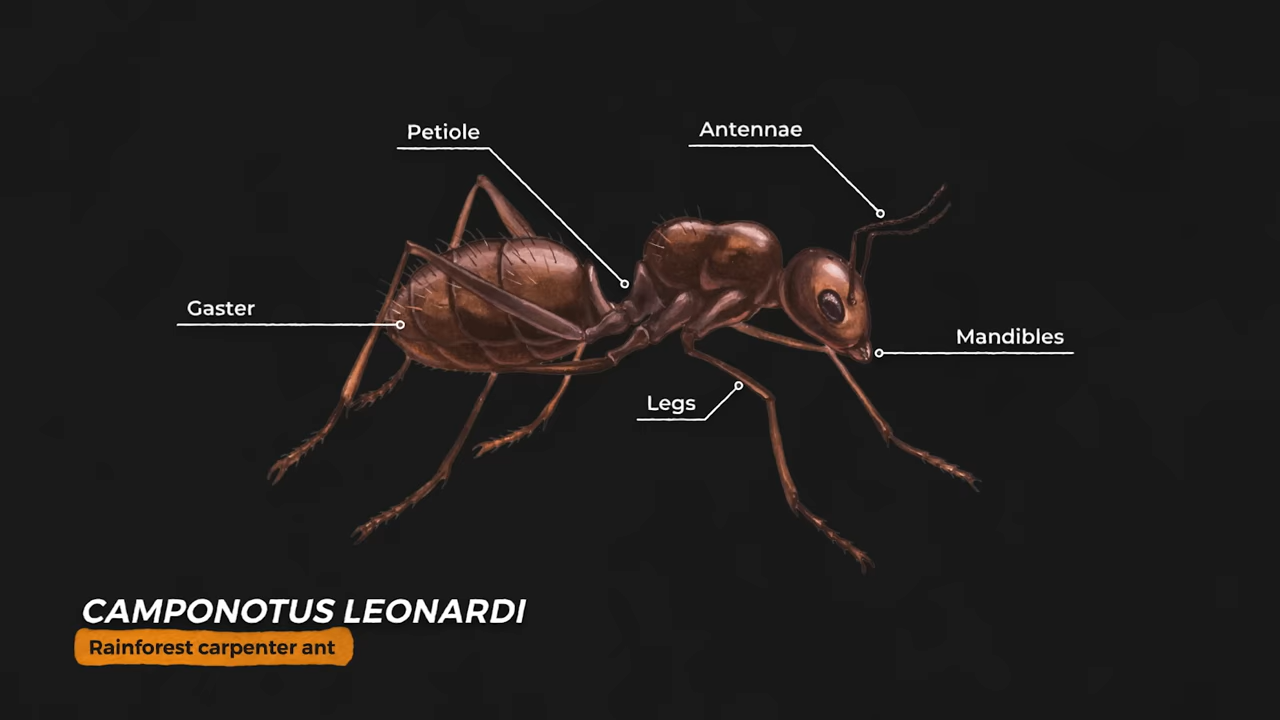 Petiole
Antennae
Gaster
Mandibles
Legs
CAMPONOTUS LEONARDI
Rainforest carpenter ant